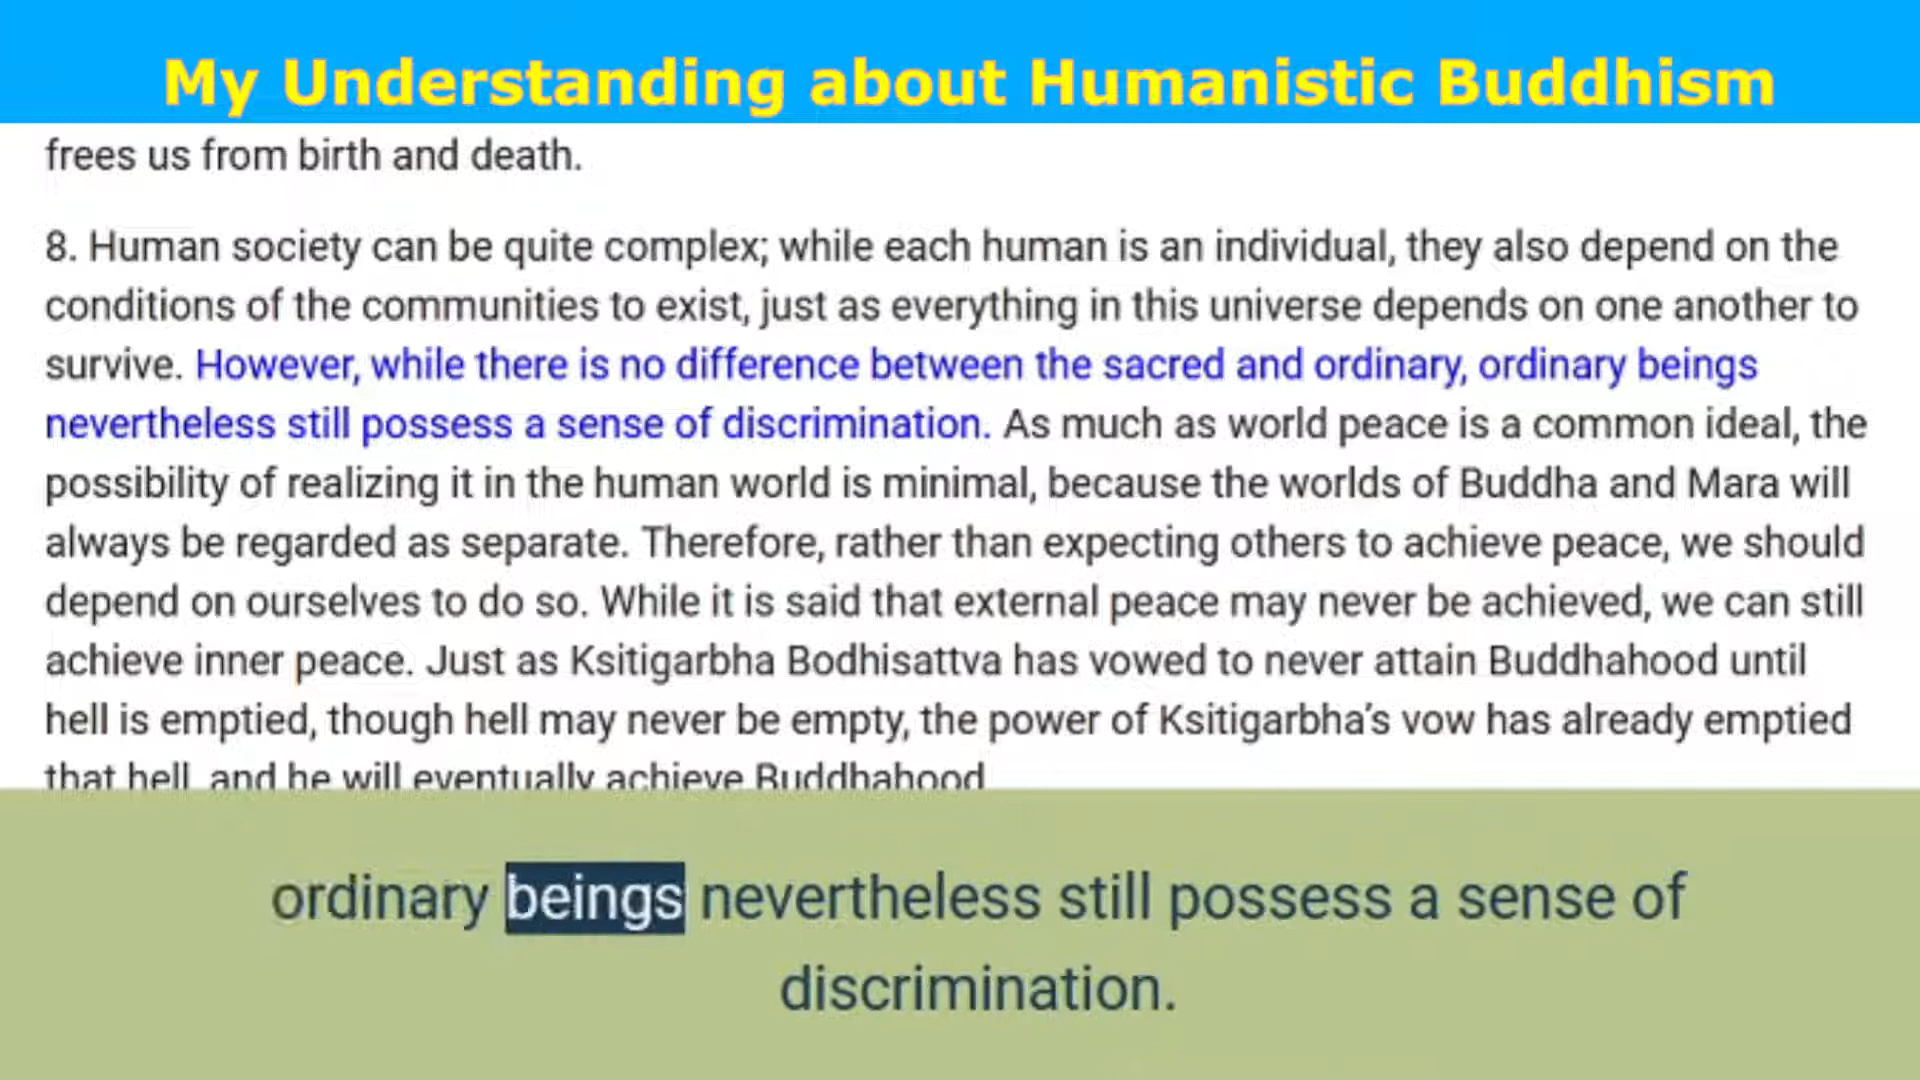 My Understanding about Humanistic Buddhism
frees us from birth and death.
8. Human society can be quite complex; while each human is an individual, they also depend on the
conditions of the communities to exist, just as everything in this universe depends on one another to
survive. However, while there is no difference between the sacred and ordinary, ordinary beings
nevertheless still possess a sense of discrimination. As much as world peace is a common ideal, the
possibility of realizing it in the human world is minimal, because the worlds of Buddha and Mara will
always be regarded as separate. Therefore, rather than expecting others to achieve peace, we should
depend on ourselves to do so. While it is said that external peace may never be achieved, we can still
achieve inner peace. Just as Ksitigarbha Bodhisattva has vowed to never attain Buddhahood until
hell is emptied, though hell may never be empty, the power of Ksitigarbha’s vow has already emptied
that hell, and he will eventually achieve Buddhahood
ordinary beings nevertheless still possess a sense of
discrimination.